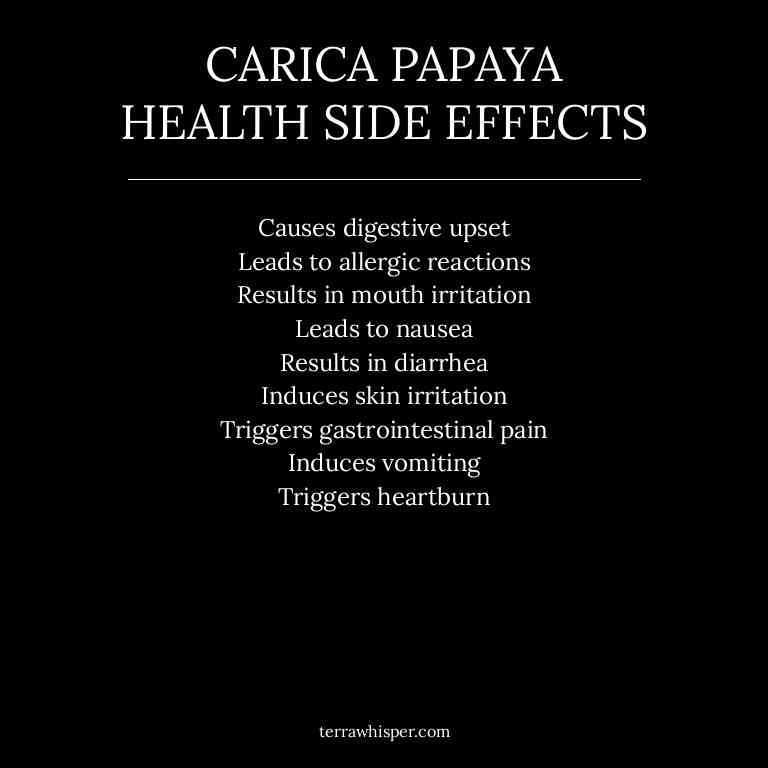 CARICA PAPAYA
HEALTH SIDE EFFECTS
Causes digestive upset
Leads to allergic reactions
Results in mouth irritation
Leads to nausea
Results in diarrhea
Induces skin irritation
Triggers gastrointestinal pain
Induces vomiting
Triggers heartburn
terrawhisper.com